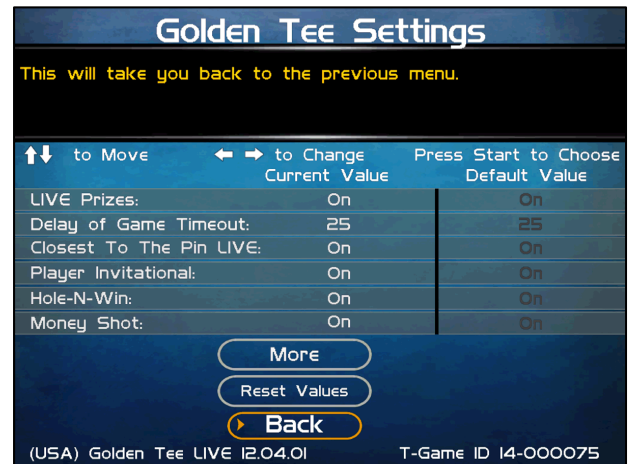 Golden Tee Settings
This will take you back to the previous menu.
to Move to Change Press Start to Choose
Current Value Default Value
LIVE Prizes: On On
Delay of Game Timeout: 25 25
Closest To The Pin LIVE: On On
Player Invitational: On On
Hole-N-Win: On On
Money Shot: On On
More
Reset Values
Back
(USA) Golden Tee LIVE 12.04.01 T-Game ID 14-000075